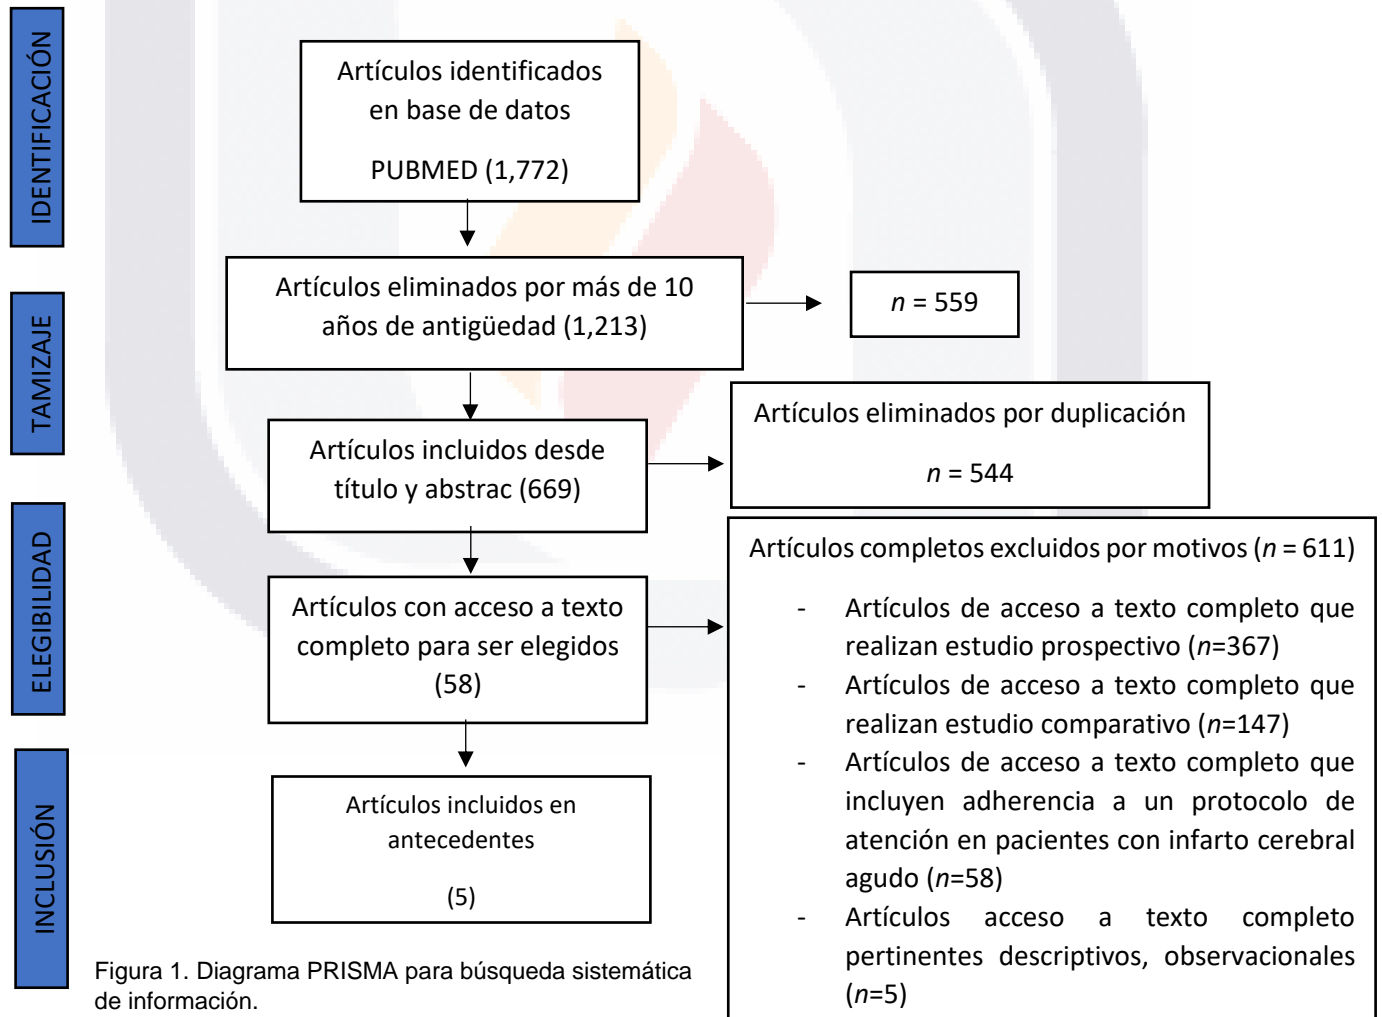 IDENTIFICACIÓN
Artículos identificados
en base de datos
PUBMED (1,772)
TAMIZAJE
Artículos eliminados por más de 10
años de antigüedad (1,213)
n = 559
Artículos incluidos desde
título y abstrac (669)
Artículos eliminados por duplicación
n = 544
ELEGIBILIDAD
Artículos con acceso a texto
completo para ser elegidos
(58)
Artículos completos excluidos por motivos (n = 611)
- Artículos de acceso a texto completo que
realizan estudio prospectivo (n=367)
- Artículos de acceso a texto completo que
realizan estudio comparativo (n=147)
- Artículos de acceso a texto completo que
incluyen adherencia a un protocolo de
atención en pacientes con infarto cerebral
agudo (n=58)
- Artículos acceso a texto completo
pertinentes descriptivos, observacionales
(n=5)
INCLUSIÓN
Artículos incluidos en
antecedentes
(5)
Figura 1. Diagrama PRISMA para búsqueda sistemática
de información.